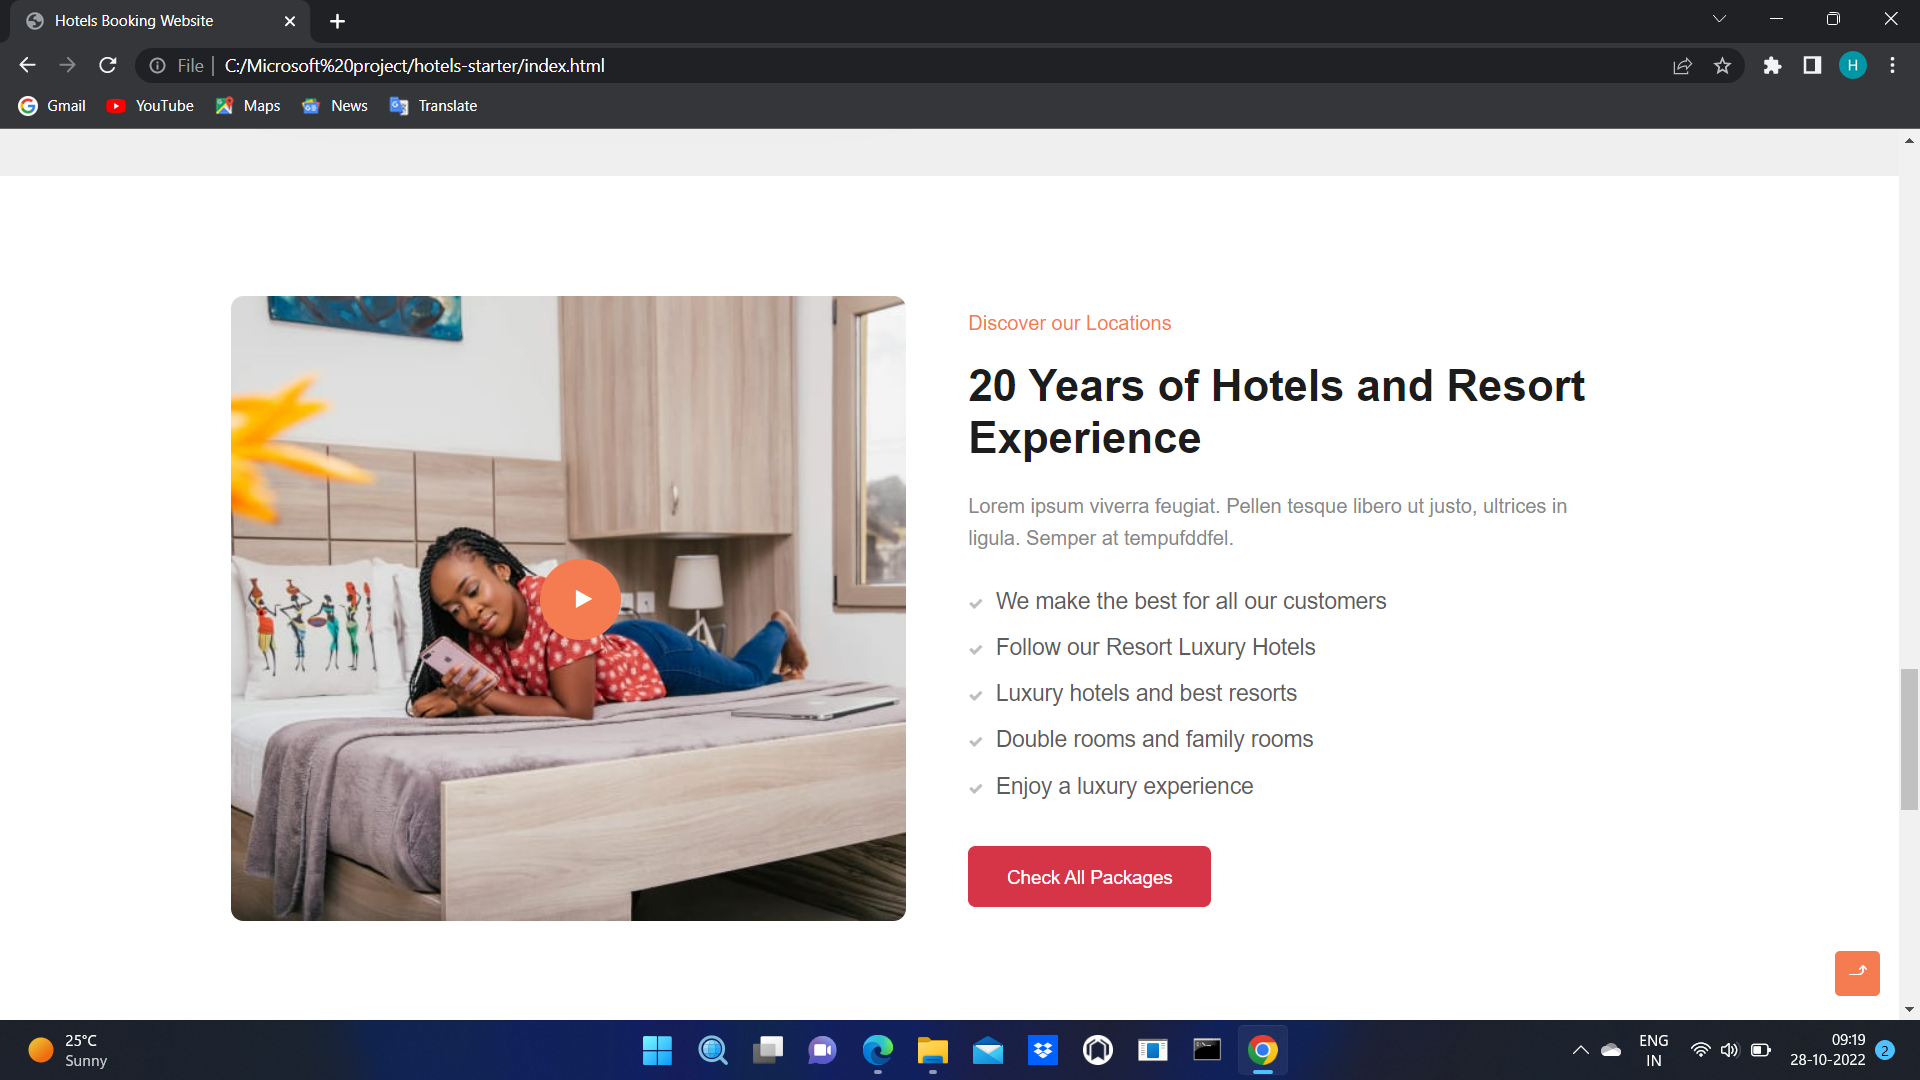 Hotels Booking Website
File
C:/Microsoft%20project/hotels-starter/index.html
H
Gmail
YouTube
Maps
News
Translate
Discover our Locations
20 Years of Hotels and Resort
Experience
Lorem ipsum viverra feugiat. Pellen tesque libero ut justo, ultrices in
ligula. Semper at tempufddfel.
We make the best for all our customers
Follow our Resort Luxury Hotels
Luxury hotels and best resorts
Double rooms and family rooms
Enjoy a luxury experience
Check All Packages
25°C
Sunny
ENG
IN
09:19
28-10-2022
2